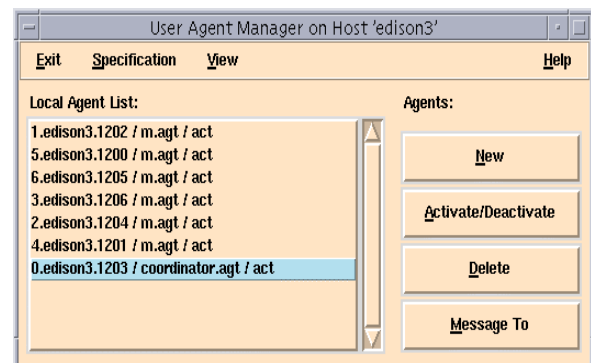 User Agent Manager on Host 'edison3'
Exit Specification View Help
Local Agent List:
1.edison3.1202 / m.agt / act
5.edison3.1200 / m.agt / act
6.edison3.1205 / m.agt / act
3.edison3.1206 / m.agt / act
2.edison3.1204 / m.agt / act
4.edison3.1201 / m.agt / act
0.edison3.1203 / coordinator.agt / act
Agents:
New
Activate/Deactivate
Delete
Message To